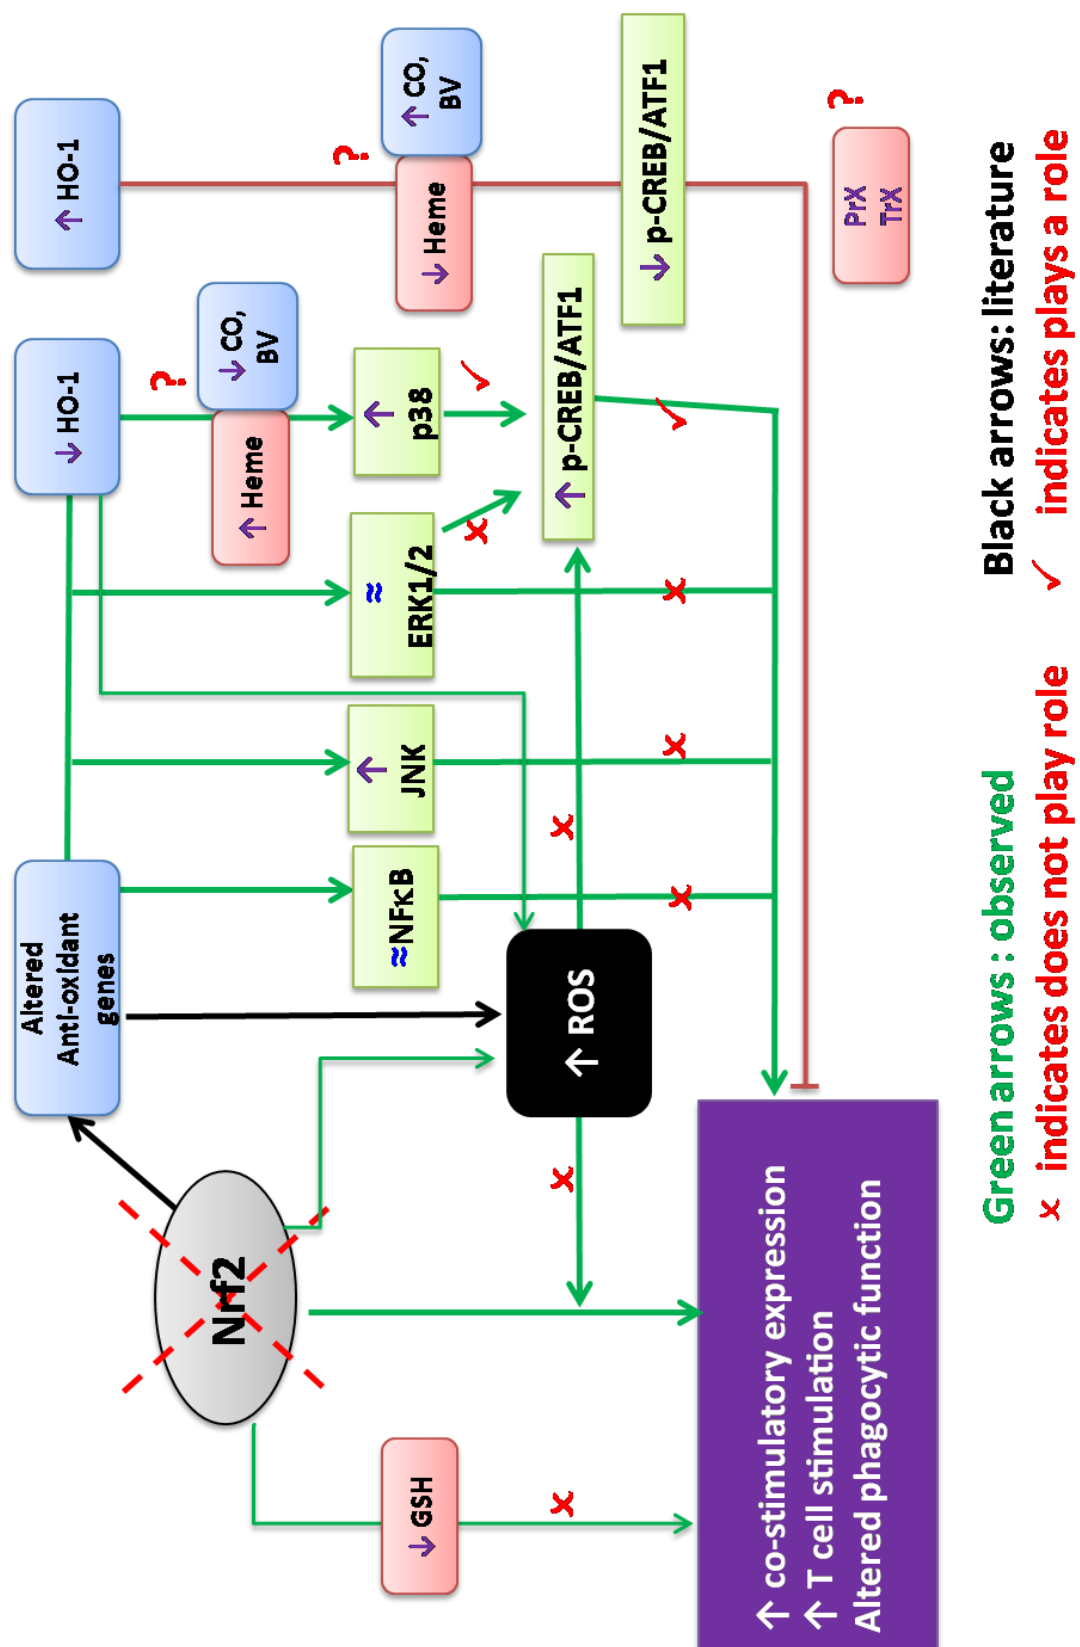 Altered
Anti-oxidant
genes
↓ HO-1
↑ HO-1
Nrf2
↑ Heme
↓ CO,
BV
?
↓ Heme
↑ CO,
BV
?
↓ GSH
≈NFκB
↑
JNK
≈
ERK1/2
↑
p38
↑ ROS
↑ p-CREB/ATF1
↓ p-CREB/ATF1
x
x
x
x
x
x
x
✓
✓
PrX
TrX
?
↑ co-stimulatory expression
↑ T cell stimulation
Altered phagocytic function
Green arrows : observed
Black arrows: literature
x indicates does not play role
✓ indicates plays a role